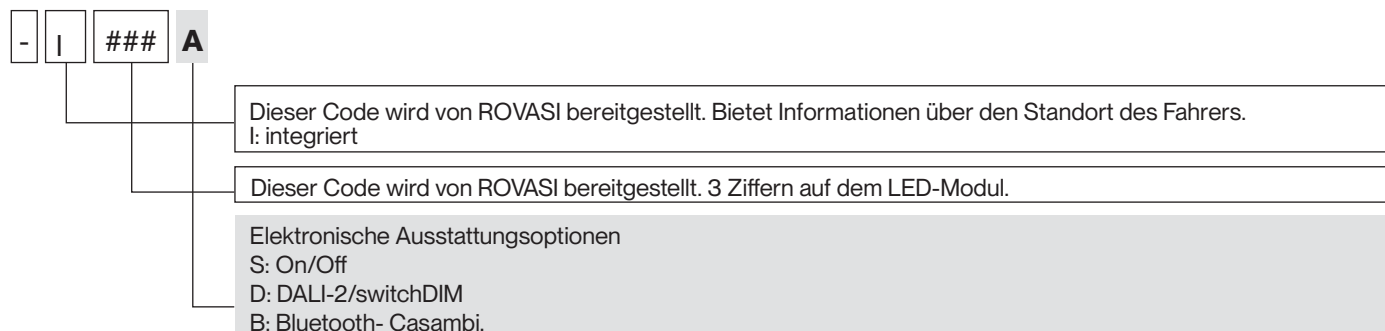 - I ### A
Dieser Code wird von ROVASI bereitgestellt. Bietet Informationen über den Standort des Fahrers.
I: integriert
Dieser Code wird von ROVASI bereitgestellt. 3 Ziffern auf dem LED-Modul.
Elektronische Ausstattungsoptionen
S: On/Off
D: DALI-2/switchDIM
B: Bluetooth- Casambi.